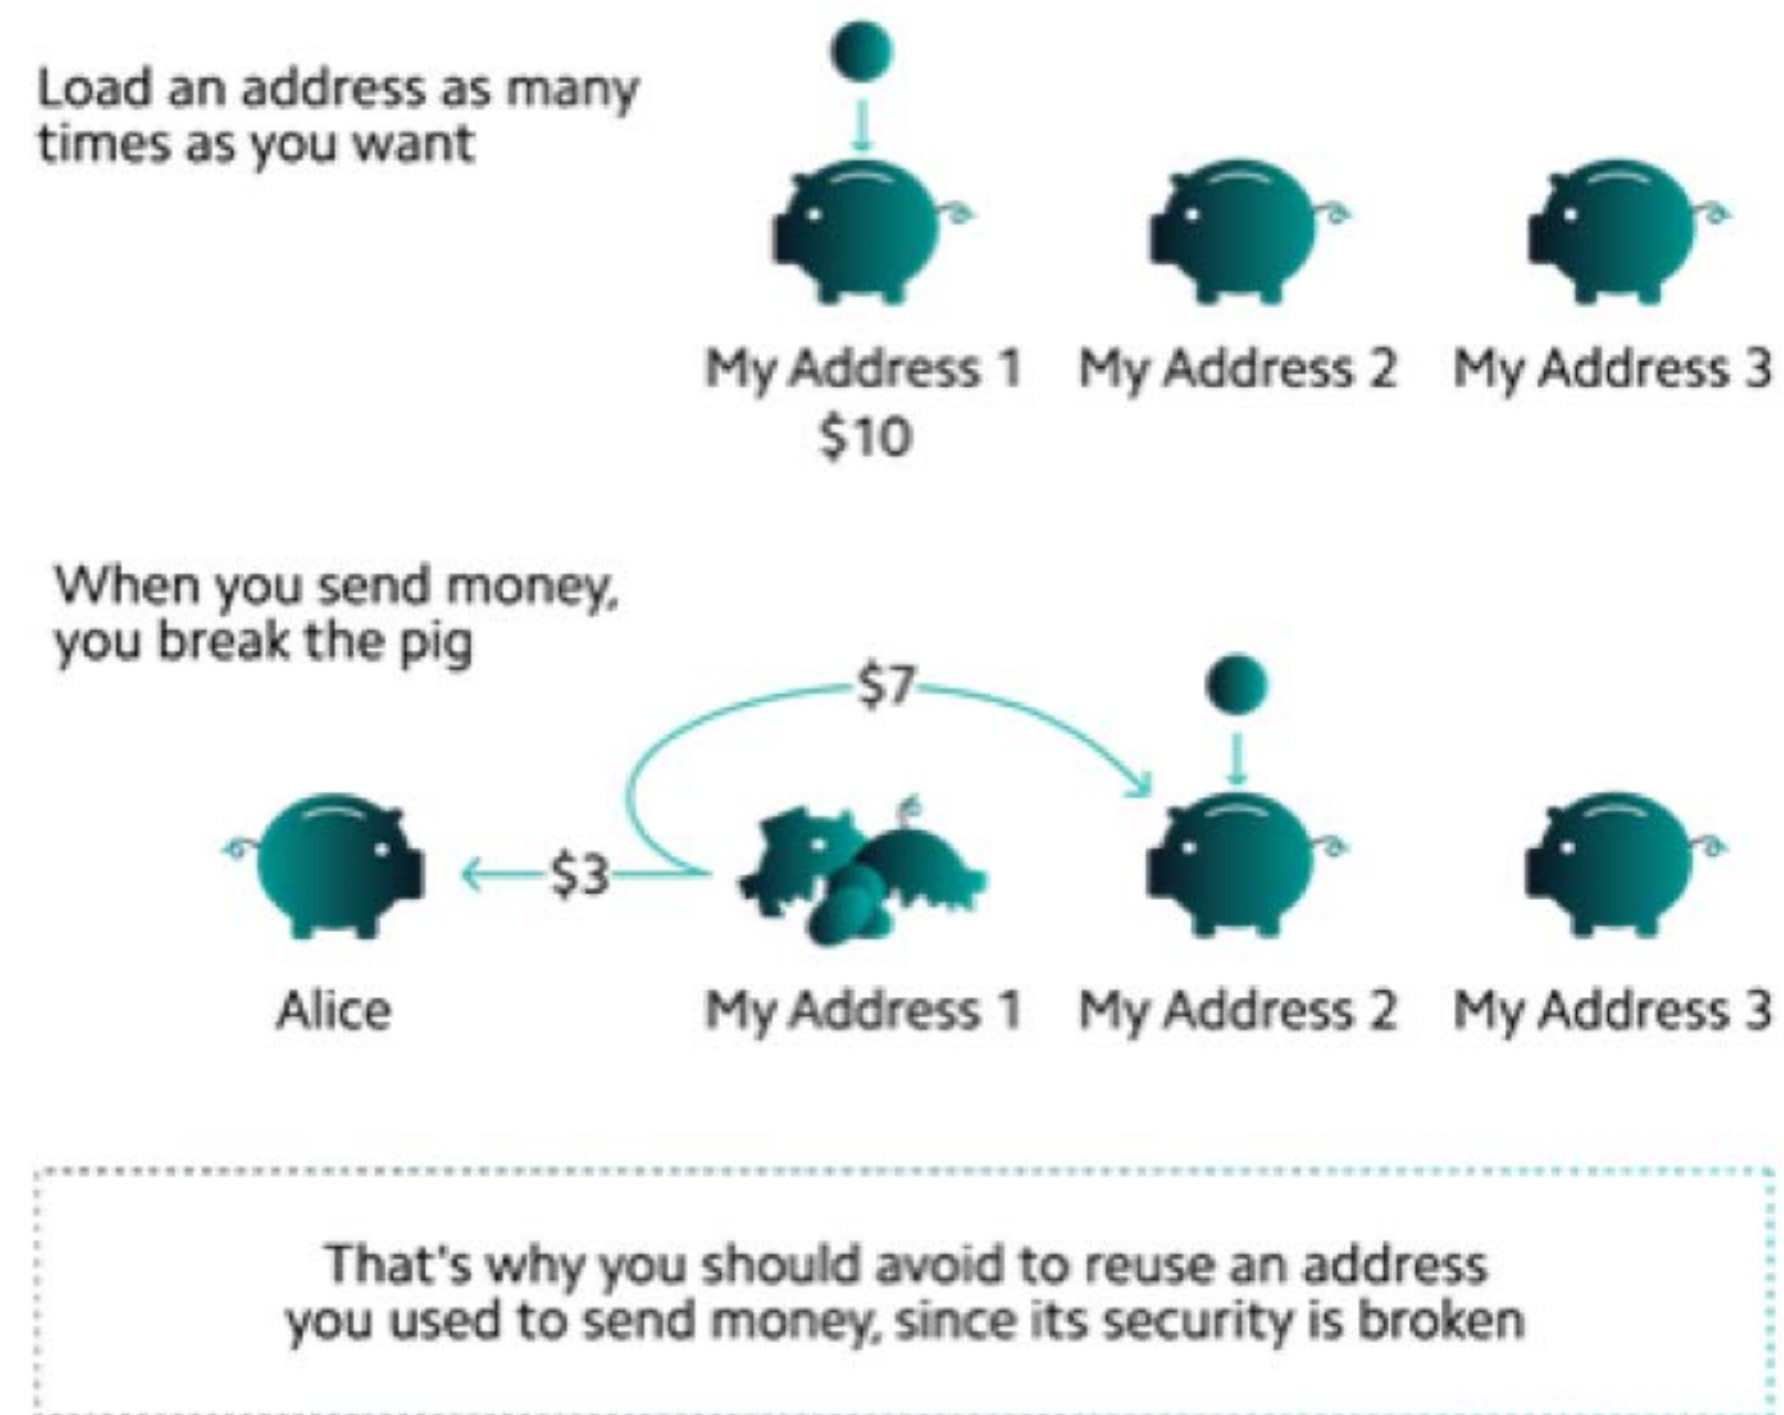 Load an address as many
times as you want
My Address 1
My Address 2
My Address 3
$10
When you send money,
you break the pig
$7
$3
Alice
My Address 1
My Address 2
My Address 3
That's why you should avoid to reuse an address
you used to send money, since its security is broken